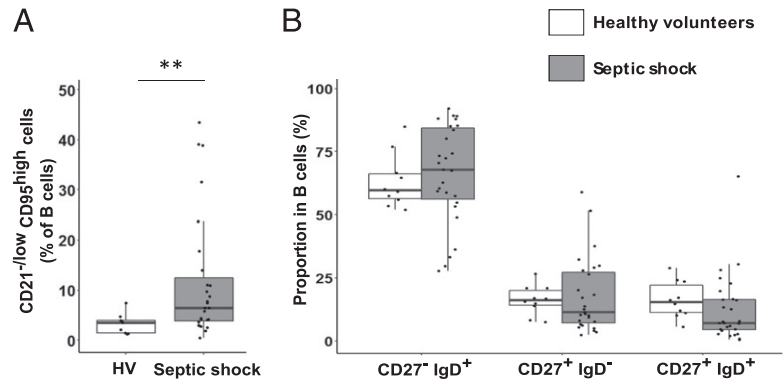 A
B
Healthy volunteers
Septic shock
**
CD21-/low CD95high cells
(% of B cells)
50
40
30
20
10
0
HV
Septic shock
Proportion in B cells (%)
100
75
50
25
0
CD27- IgD+
CD27+ IgD-
CD27+ IgD+